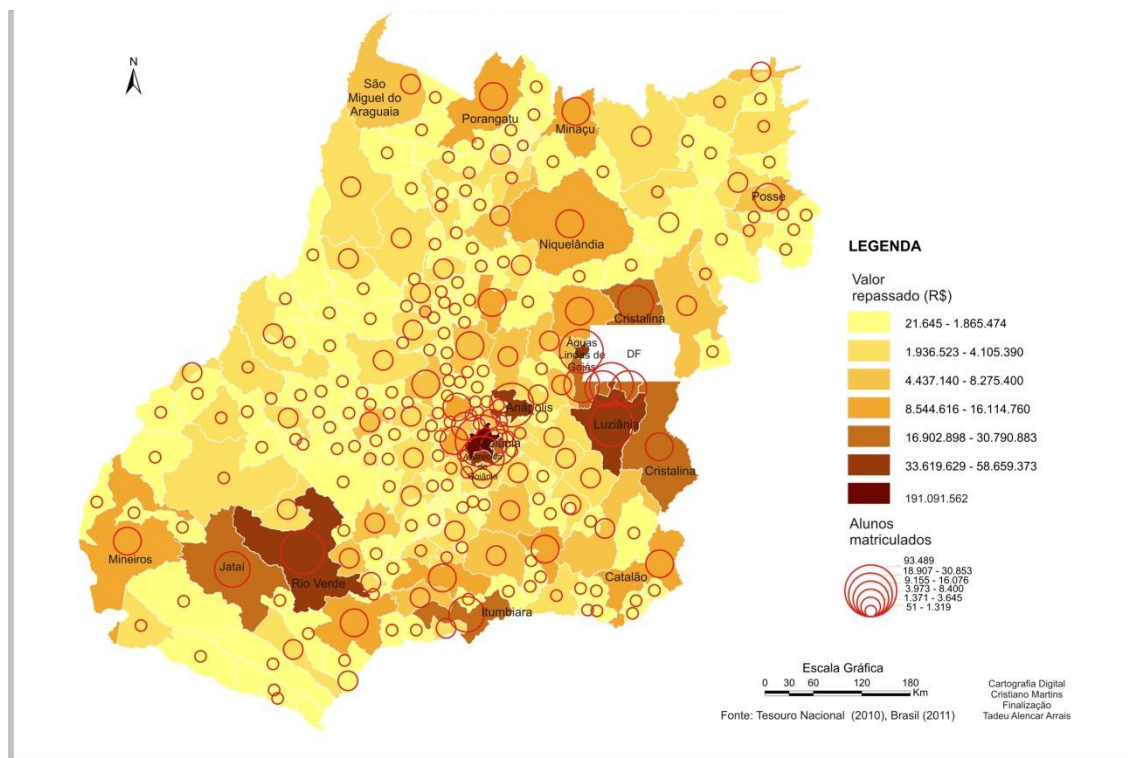 N
São
Miguel do
Araguaia
Porangatu
Minaçu
Posse
Niquelândia
Cristalina
Águas
Lindas de
Goiás
DF
Anápolis
Luziânia
Goiânia
Aparecida
de
Goiânia
Cristalina
Mineiros
Jataí
Rio Verde
Catalão
Itumbiara
LEGENDA
Valor
repassado (R$)
21.645 - 1.865.474
1.936.523 - 4.105.390
4.437.140 - 8.275.400
8.544.616 - 16.114.760
16.902.898 - 30.790.883
33.619.629 - 58.659.373
191.091.562
Alunos
matriculados
93.489
18.907 - 30.853
9.155 - 16.076
3.973 - 8.400
1.371 - 3.645
51 - 1.319
Escala Gráfica
0 30 60 120 180
Km
Fonte: Tesouro Nacional (2010), Brasil (2011)
Cartografia Digital
Cristiano Martins
Finalização
Tadeu Alencar Arrais